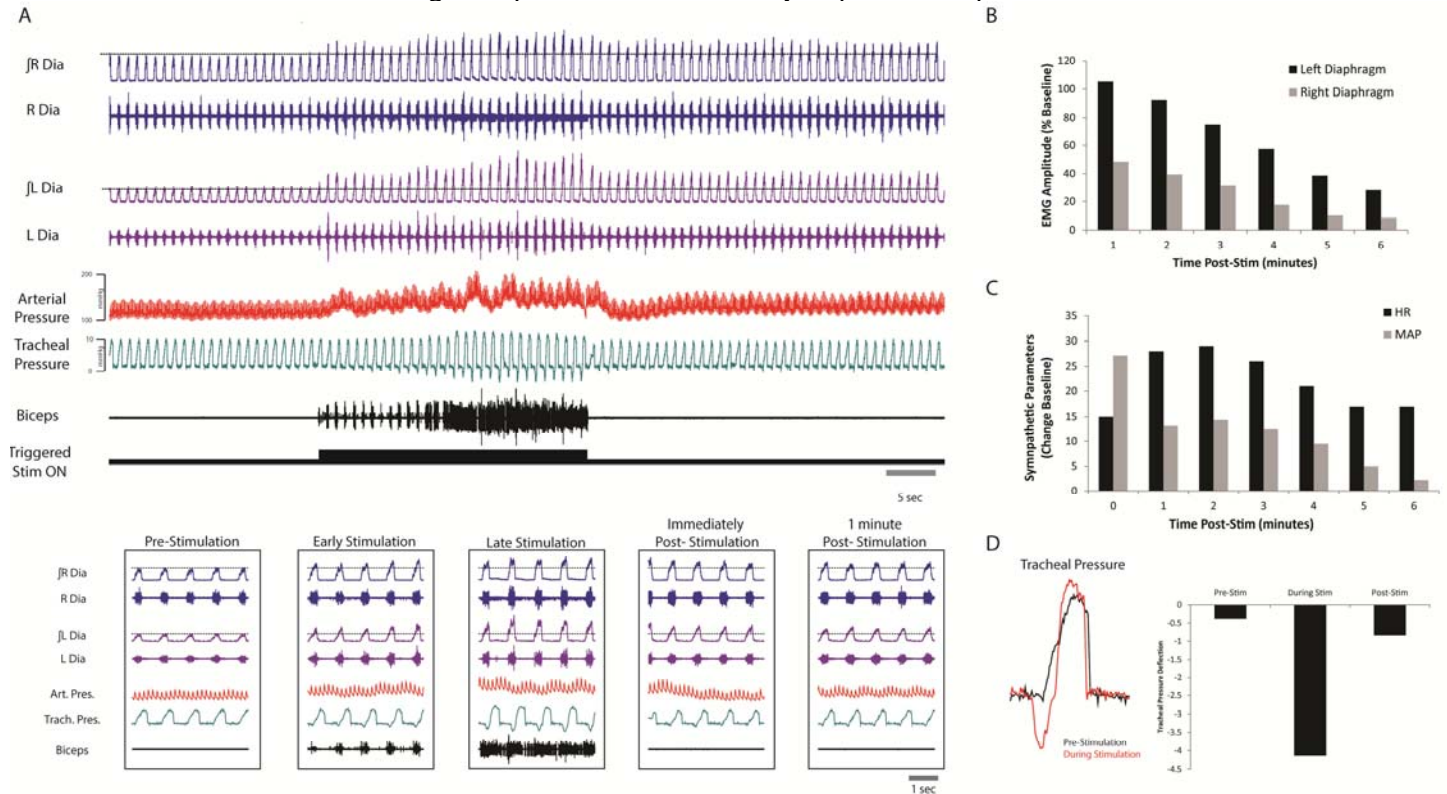 A
∫R Dia
R Dia
∫L Dia
L Dia
200
Arterial
Pressure
100
10
Tracheal
Pressure
0
Biceps
Triggered
Stim ON
5 sec
Pre-Stimulation
Early Stimulation
Late Stimulation
Immediately
Post- Stimulation
1 minute
Post- Stimulation
∫R Dia
R Dia
∫L Dia
L Dia
Art. Pres.
Trach. Pres.
Biceps
1 sec
B
120
100
80
60
40
20
0
EMG Amplitude (% Baseline)
Left Diaphragm
Right Diaphragm
1 2 3 4 5 6
Time Post-Stim (minutes)
C
35
30
25
20
15
10
5
0
Symnpathetic Parameters
(Change Baseline)
HR
MAP
0 1 2 3 4 5 6
Time Post-Stim (minutes)
D
Tracheal Pressure
Pre-Stimulation
During Stimulation
Pre-Stim During Stim Post-Stim
0
-0.5
-1
-1.5
-2
-2.5
-3
-3.5
-4
-4.5
Tracheal Pressure Deflection